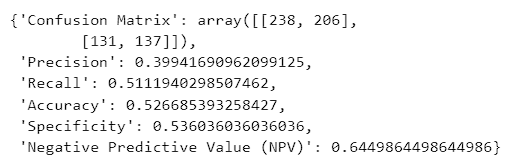 {'Confusion Matrix': array([[238, 206],
[131, 137]]),
'Precision': 0.39941690962099125,
'Recall': 0.5111940298507462,
'Accuracy': 0.526685393258427,
'Specificity': 0.536036036036036,
'Negative Predictive Value (NPV)': 0.6449864498644986}